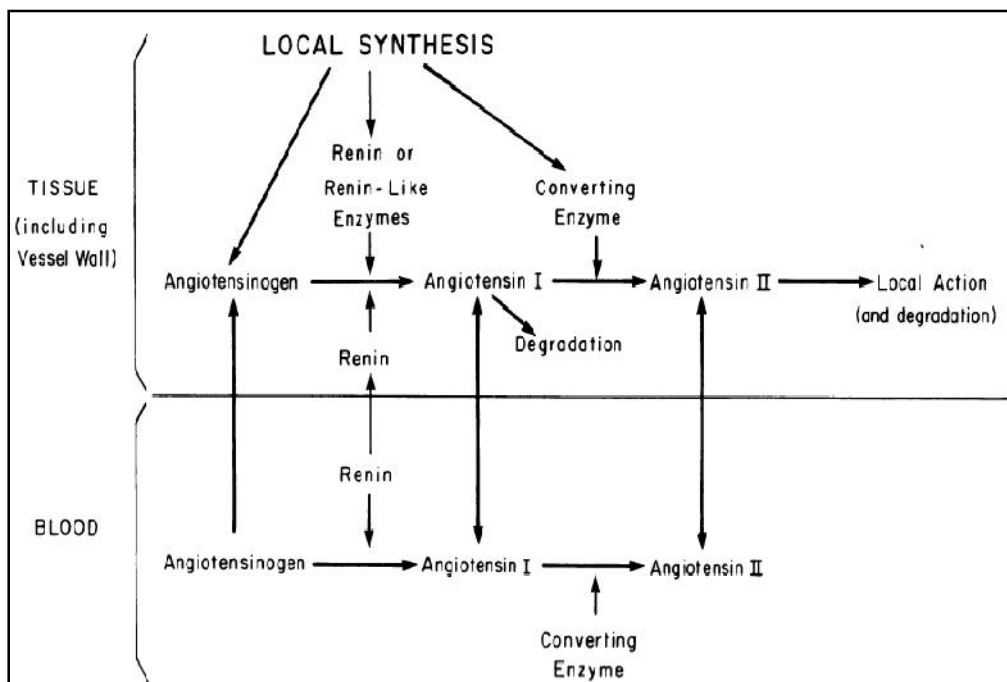 LOCAL SYNTHESIS
Renin or
Renin-Like
Enzymes
Converting
Enzyme
TISSUE
(including
Vessel Wall)
Angiotensinogen
Angiotensin I
Angiotensin II
Local Action
(and degradation)
Degradation
Renin
Renin
BLOOD
Angiotensinogen
Angiotensin I
Angiotensin II
Converting
Enzyme